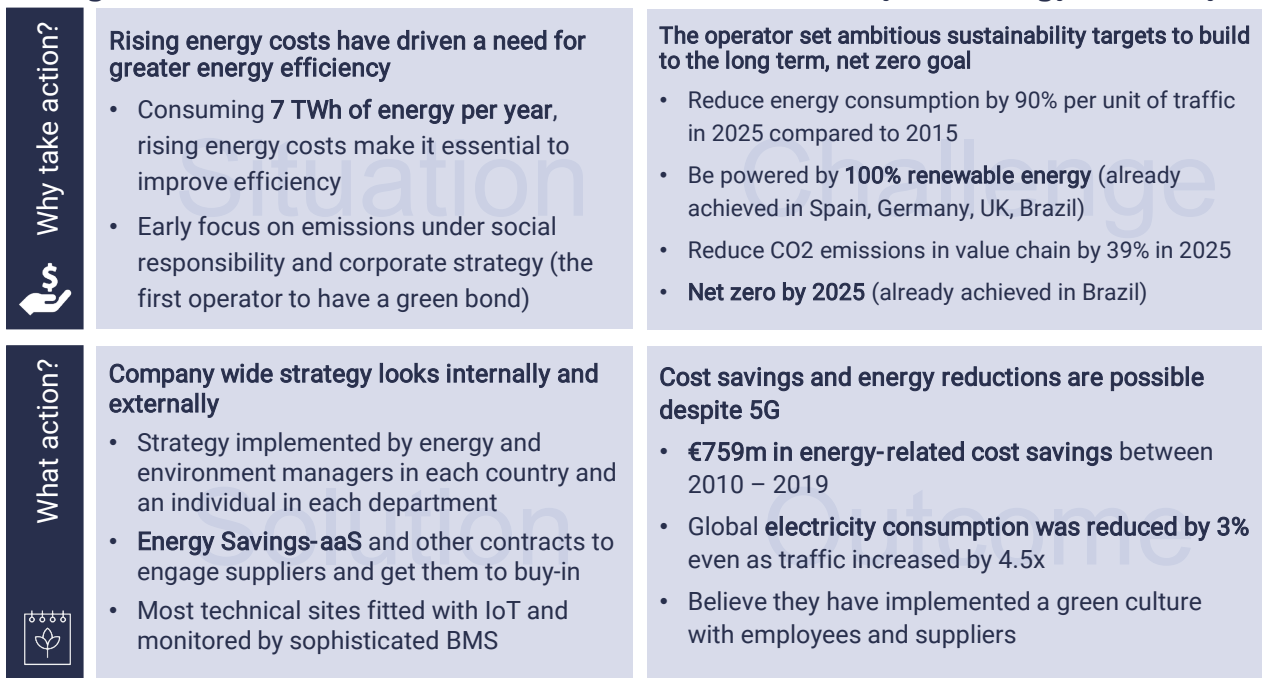 Why take action?
$
Situation
Rising energy costs have driven a need for
greater energy efficiency
• Consuming 7 TWh of energy per year,
rising energy costs make it essential to
improve efficiency
• Early focus on emissions under social
responsibility and corporate strategy (the
first operator to have a green bond)
Challenge
The operator set ambitious sustainability targets to build
to the long term, net zero goal
• Reduce energy consumption by 90% per unit of traffic
in 2025 compared to 2015
• Be powered by 100% renewable energy (already
achieved in Spain, Germany, UK, Brazil)
• Reduce CO2 emissions in value chain by 39% in 2025
• Net zero by 2025 (already achieved in Brazil)
What action?
Solution
Company wide strategy looks internally and
externally
• Strategy implemented by energy and
environment managers in each country and
an individual in each department
• Energy Savings-aaS and other contracts to
engage suppliers and get them to buy-in
• Most technical sites fitted with IoT and
monitored by sophisticated BMS
Outcome
Cost savings and energy reductions are possible
despite 5G
• €759m in energy-related cost savings between
2010 – 2019
• Global electricity consumption was reduced by 3%
even as traffic increased by 4.5x
• Believe they have implemented a green culture
with employees and suppliers